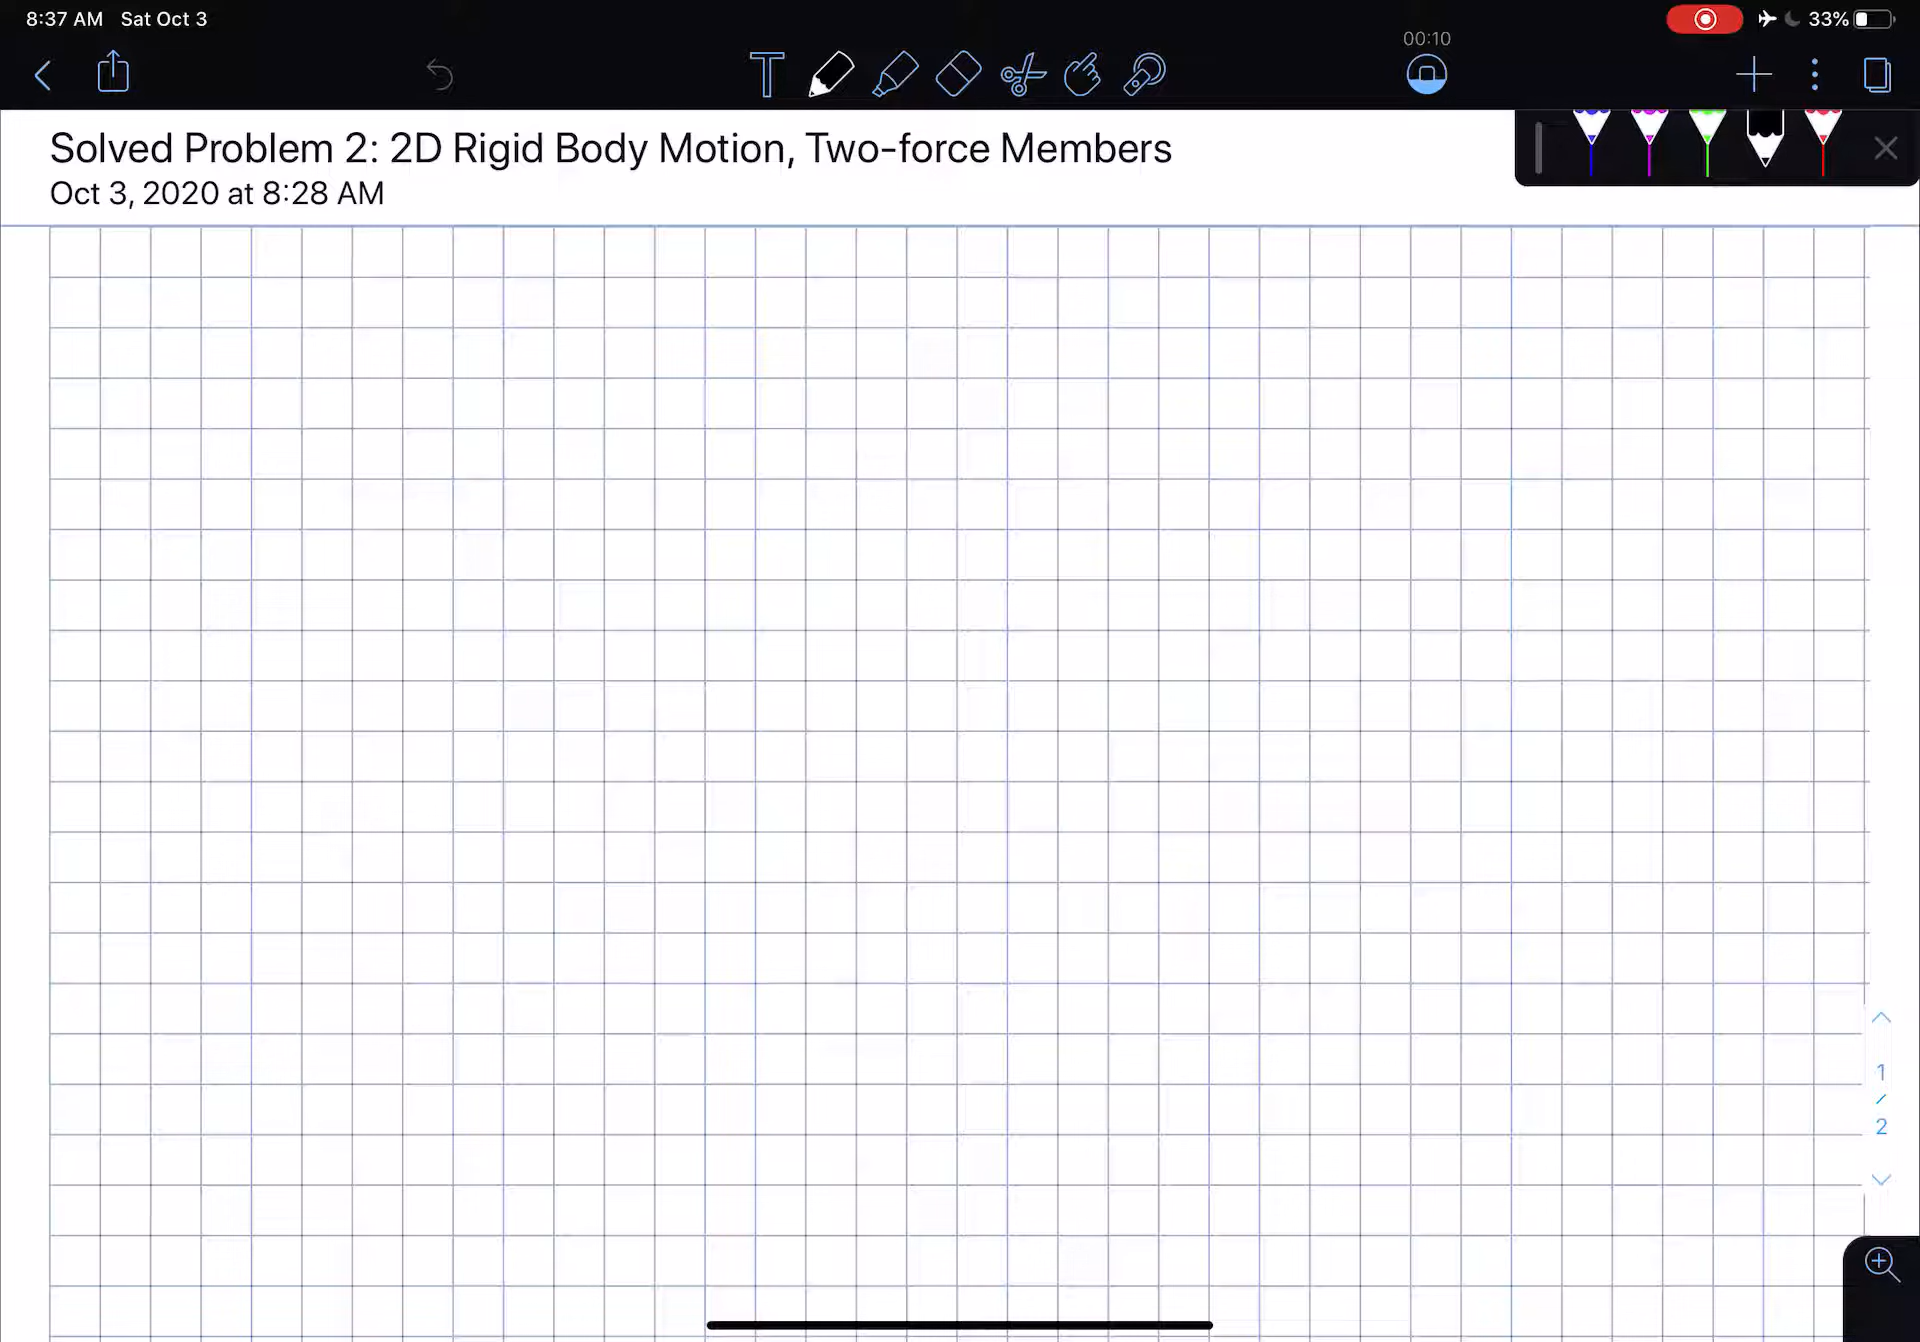 8:37 AM Sat Oct 3
33%
00:10
Solved Problem 2: 2D Rigid Body Motion, Two-force Members
Oct 3, 2020 at 8:28 AM
1
/
2